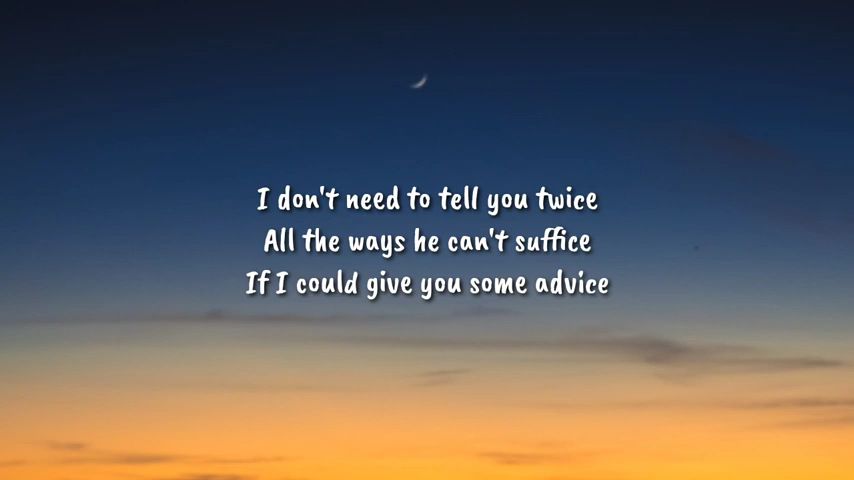 I don't need to tell you twice
All the ways he can't suffice
If I could give you some advice